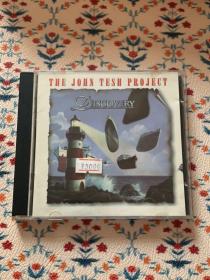 THE JOHN TESH PROJECT
DISCOVERY